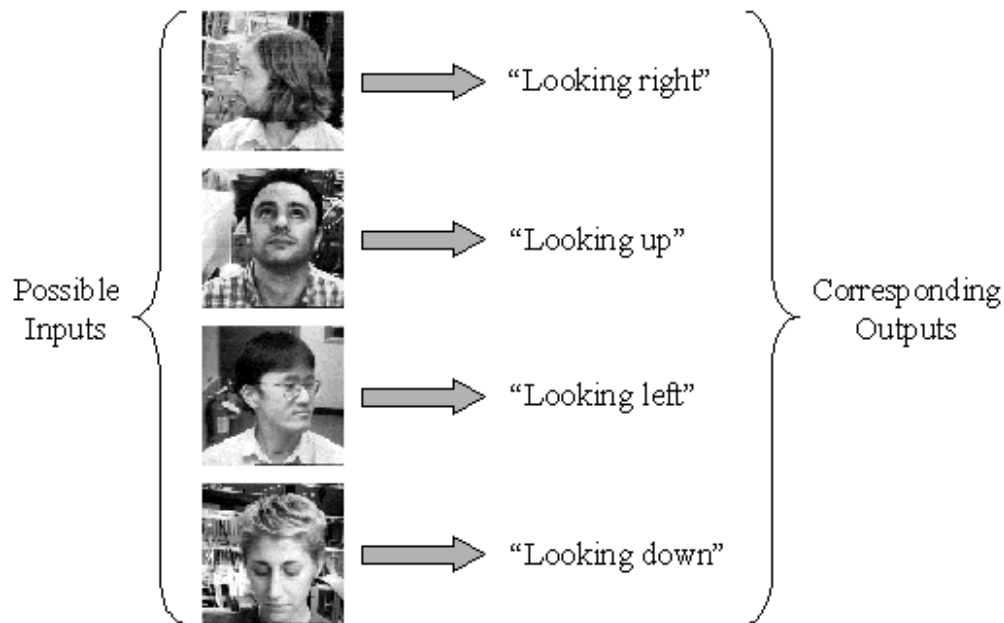 “Looking right”
“Looking up”
Possible
Inputs
Corresponding
Outputs
“Looking left”
“Looking down”